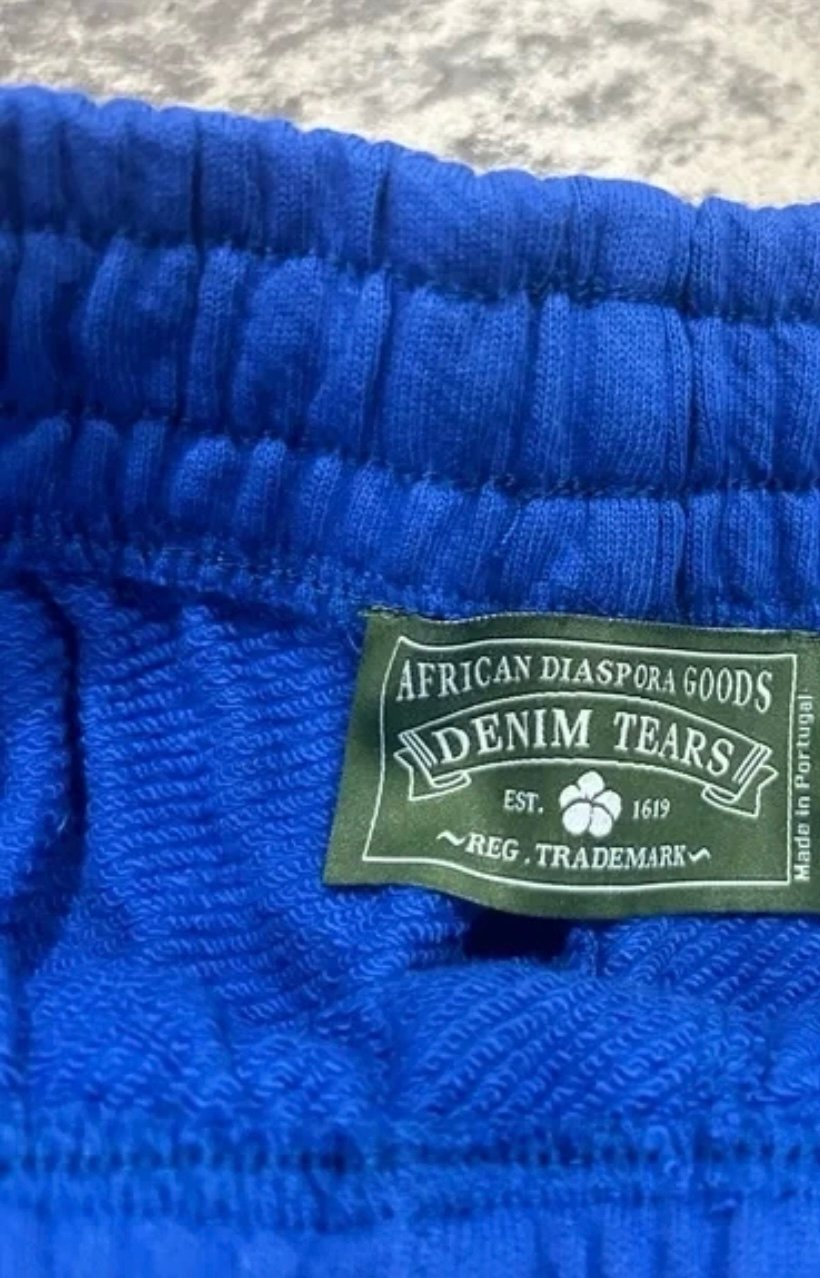 AFRICAN DIASPORA GOODS
DENIM TEARS
EST. 1619
~REG. TRADEMARK~
Made in Portugal